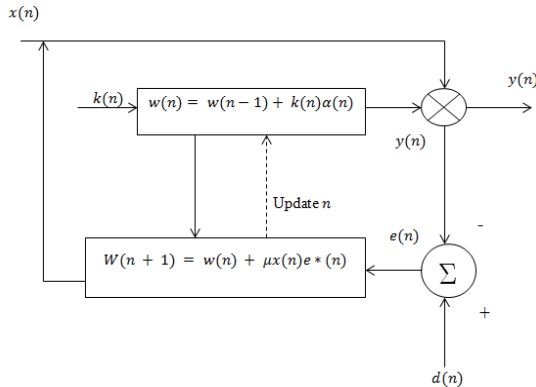 x(n)
k(n)
w(n) = w(n − 1) + k(n)α(n)
y(n)
y(n)
Update n
e(n)
-
W(n + 1) = w(n) + μx(n)e * (n)
Σ
+
d(n)